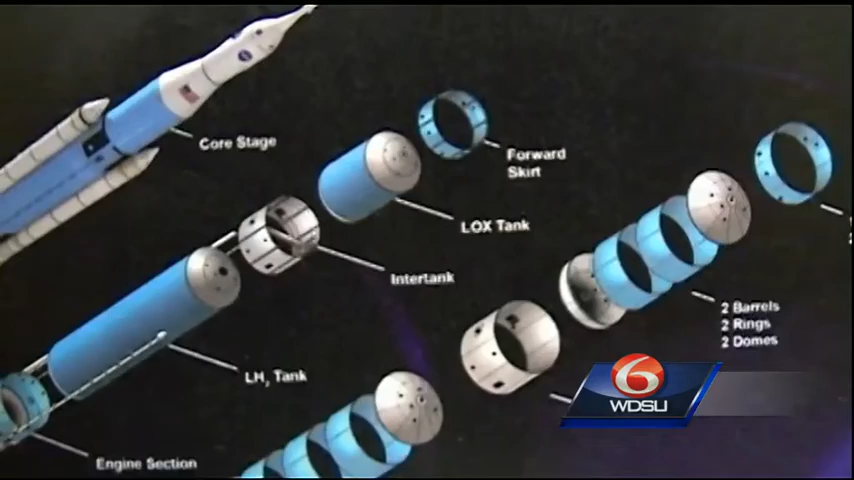 Core Stage
Forward
Skirt
LOX Tank
Intertank
2 Barrels
2 Rings
2 Domes
LH₂ Tank
Engine Section
6
WDSU